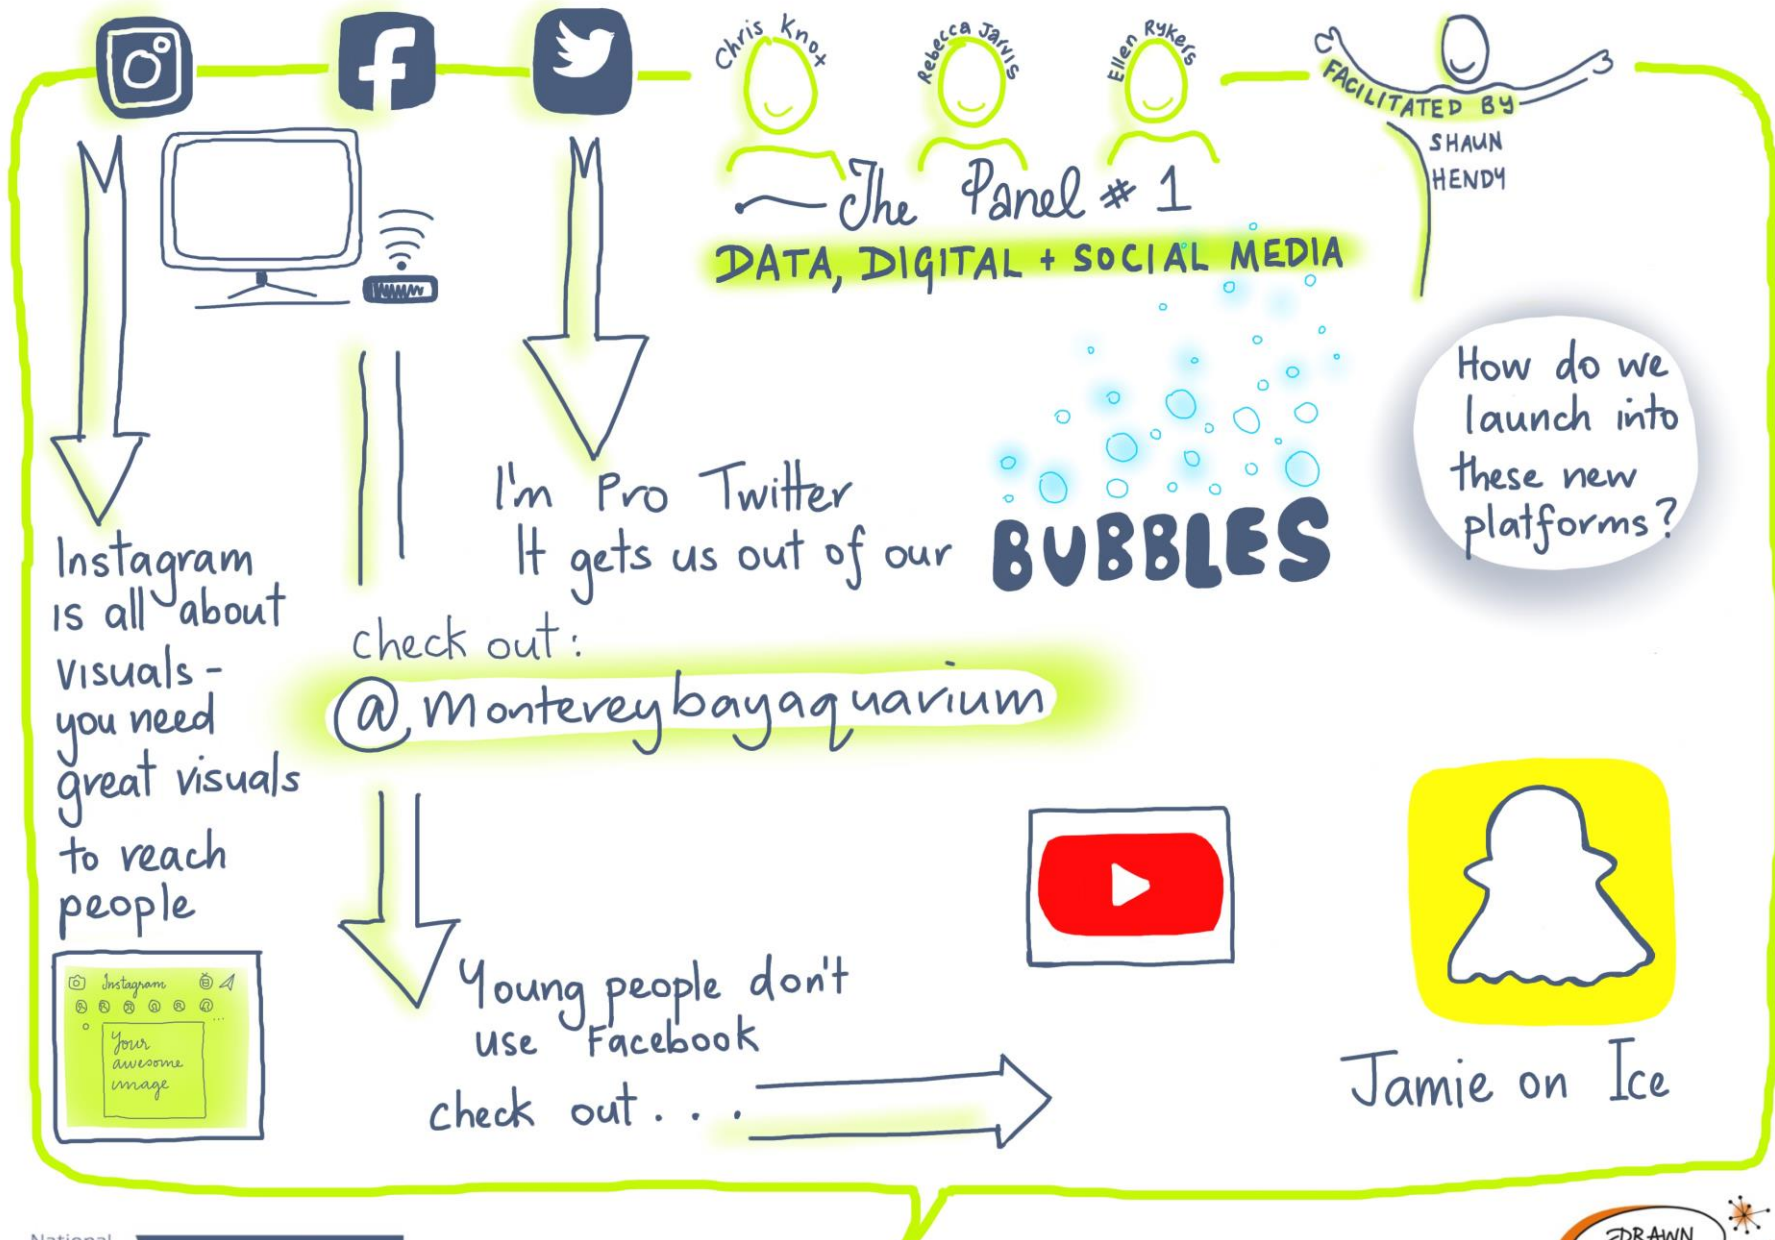 Chris Knox
Rebecca Jarvis
Ellen Rykers
FACILITATED BY
SHAUN
HENDY
The Panel # 1
DATA, DIGITAL + SOCIAL MEDIA
How do we
launch into
these new
platforms?
I'm Pro Twitter
It gets us out of our
BUBBLES
Instagram
is all about
visuals -
you need
great visuals
to reach
people
check out:
@montereybayaquarium
Instagram
Your
awesome
image
Young people don't
use Facebook
check out...
Jamie on Ice
National
DRAWN